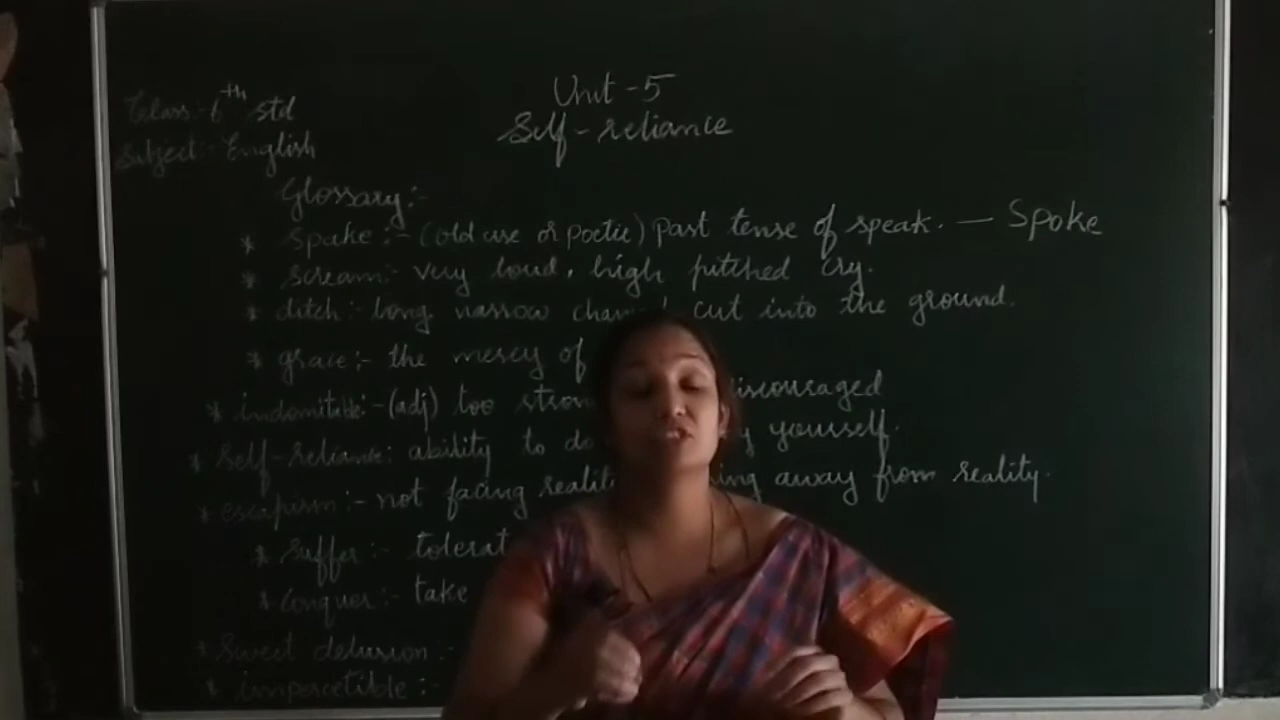 Unit - 5
Class:- 6th std
Self - reliance
Subject:- English
Glossary:-
* Spake :- (old use or poetic) past tense of speak. — Spoke
* scream:- very loud, high pitched cry.
* ditch :- long narrow cut into the ground.
* grace:- the mercy of
* indomitable:- (adj) too discouraged
* self-reliance: ability to do yourself.
* escapism:- not facing away from reality.
* suffer :-
* conquer :- take
* Sweet delusion :-
* impercetible :-